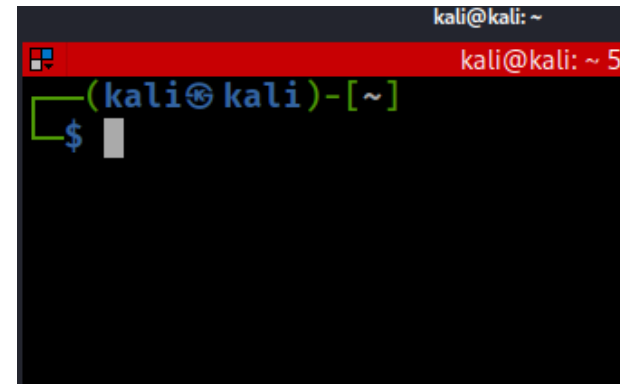 kali@kali: ~
kali@kali: ~ 5
┌──(kali㉿kali)-[~]
└─$